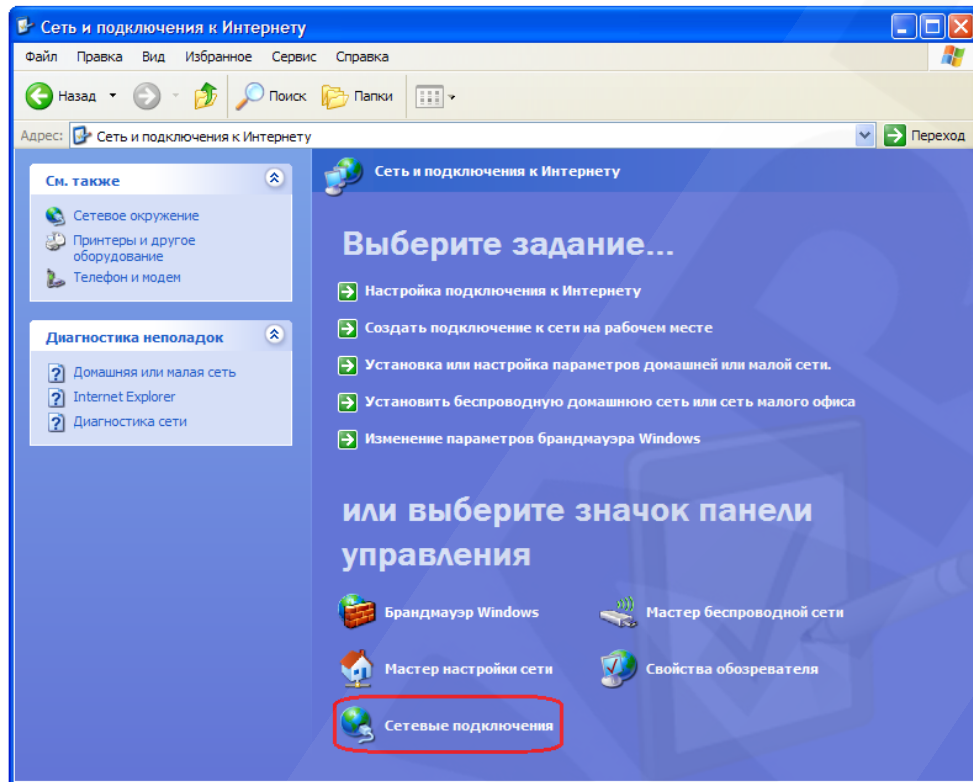 Сеть и подключения к Интернету
Файл Правка Вид Избранное Сервис Справка
Назад Поиск Папки
Адрес: Сеть и подключения к Интернету Переход
См. также
Сетевое окружение
Принтеры и другое
оборудование
Телефон и модем
Диагностика неполадок
Домашняя или малая сеть
Internet Explorer
Диагностика сети
Сеть и подключения к Интернету
Выберите задание...
Настройка подключения к Интернету
Создать подключение к сети на рабочем месте
Установка или настройка параметров домашней или малой сети.
Установить беспроводную домашнюю сеть или сеть малого офиса
Изменение параметров брандмауэра Windows
или выберите значок панели
управления
Брандмауэр Windows Мастер беспроводной сети
Мастер настройки сети Свойства обозревателя
Сетевые подключения